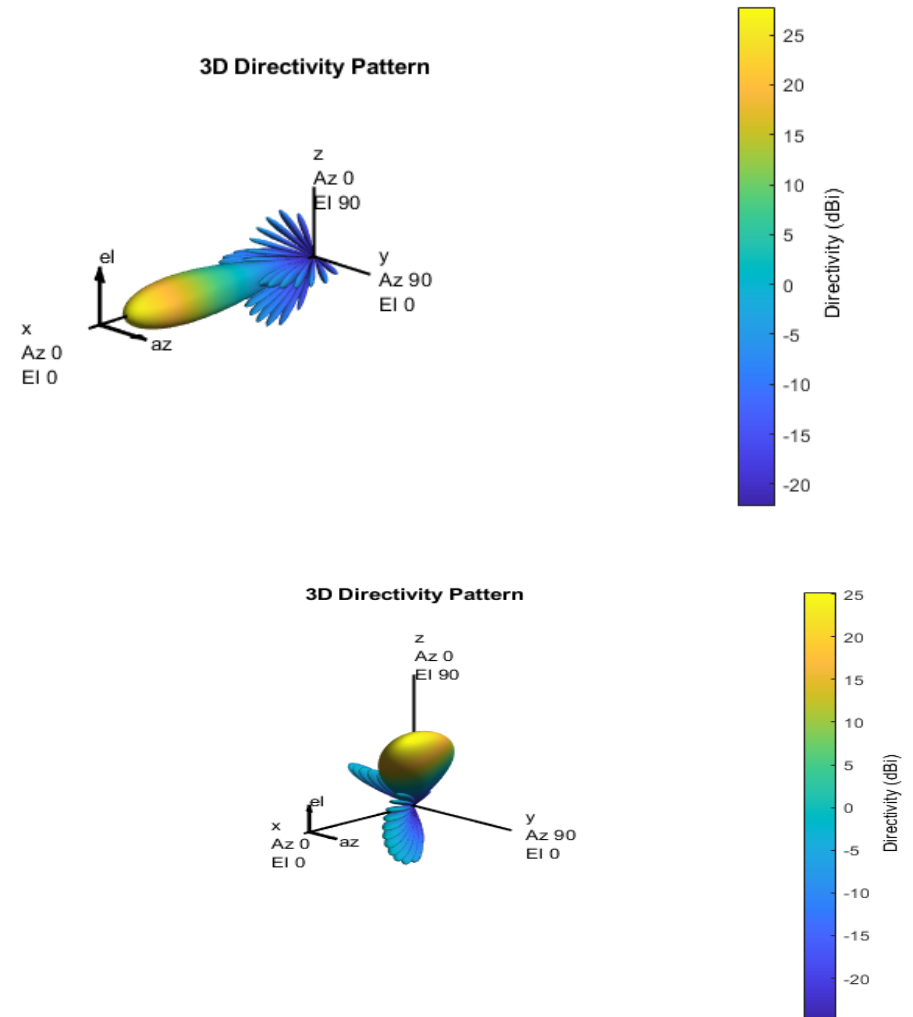 3D Directivity Pattern
z
Az 0
El 90
y
Az 90
El 0
el
az
x
Az 0
El 0
25
20
15
10
5
0
-5
-10
-15
-20
Directivity (dBi)
3D Directivity Pattern
z
Az 0
El 90
el
az
x
Az 0
El 0
y
Az 90
El 0
25
20
15
10
5
0
-5
-10
-15
-20
Directivity (dBi)